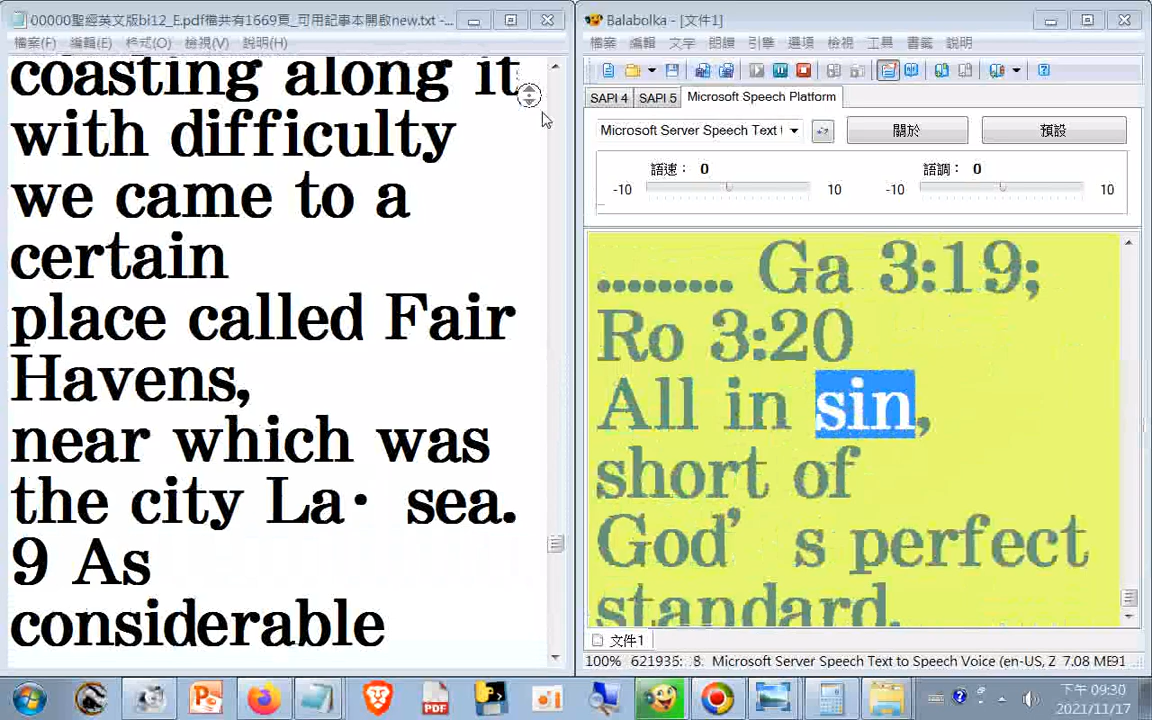 00000聖經英文版bi12_E.pdf檔共有1669頁_可用記事本開啟new.txt -...
檔案(F) 編輯(E) 格式(O) 檢視(V) 說明(H)
coasting along it
with difficulty
we came to a
certain
place called Fair
Havens,
near which was
the city La· sea.
9 As
considerable
Balabolka - [文件1]
檔案 編輯 文字 朗讀 引擎 選項 檢視 工具 書籤 說明
SAPI 4 SAPI 5 Microsoft Speech Platform
Microsoft Server Speech Text 關於 預設
語速： 0 語調： 0
-10 10 -10 10
......... Ga 3:19;
Ro 3:20
All in sin,
short of
God’ s perfect
standard.
文件1
100% 621935: .8. Microsoft Server Speech Text to Speech Voice (en-US, Z 7.08 ME91
PDF
下午 09:30
2021/11/17